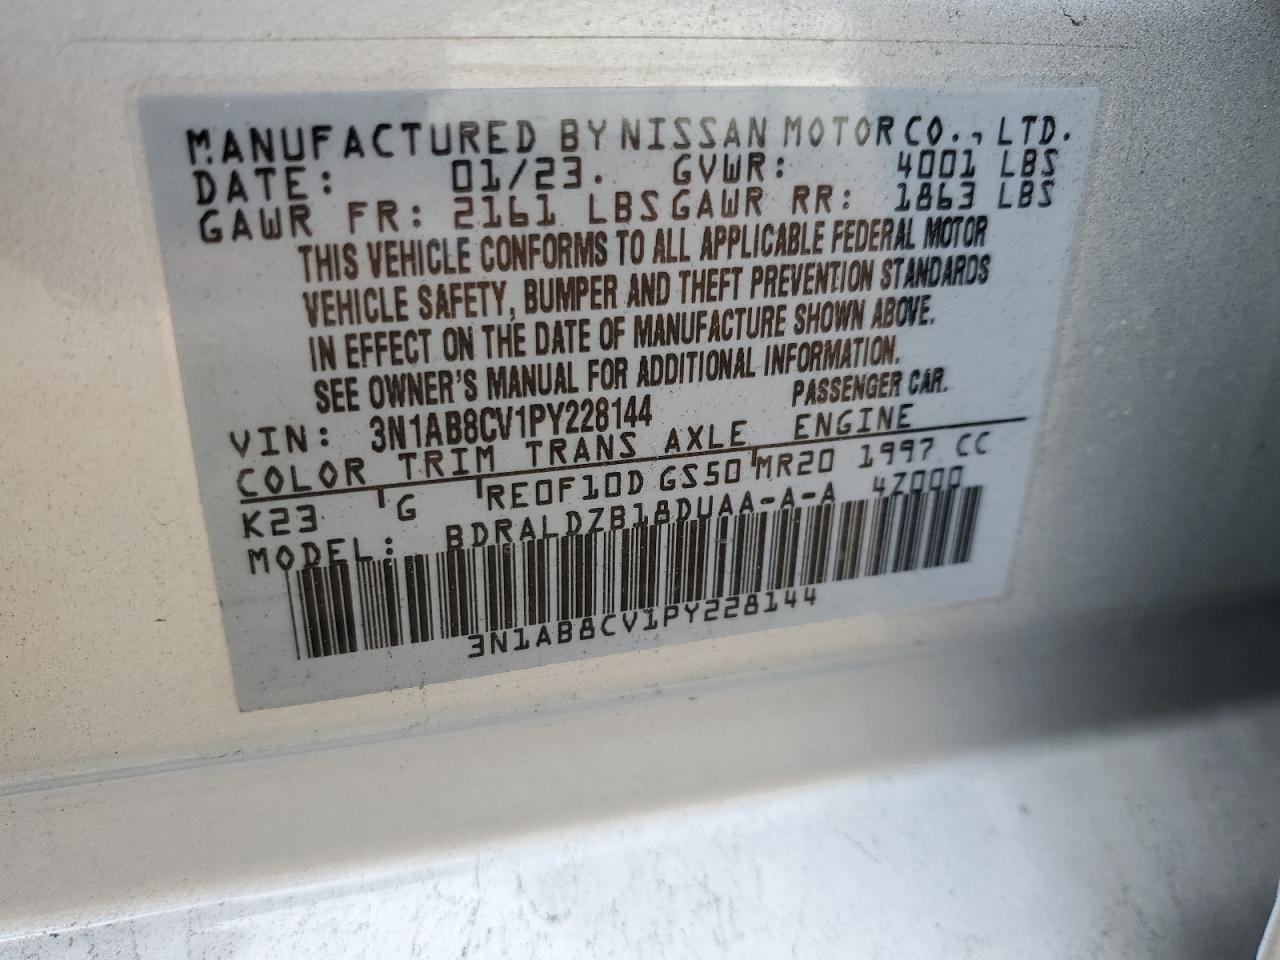 MANUFACTURED BY NISSAN MOTOR CO., LTD.
DATE: 01/23. GVWR: 4001 LBS
GAWR FR: 2161 LBS GAWR RR: 1863 LBS
THIS VEHICLE CONFORMS TO ALL APPLICABLE FEDERAL MOTOR
VEHICLE SAFETY, BUMPER AND THEFT PREVENTION STANDARDS
IN EFFECT ON THE DATE OF MANUFACTURE SHOWN ABOVE.
SEE OWNER'S MANUAL FOR ADDITIONAL INFORMATION.
VIN: 3N1AB8CV1PY228144 PASSENGER CAR.
COLOR TRIM TRANS AXLE ENGINE
K23 G RE0F10D GS50 MR20 1997 CC
MODEL: BDRALDZB18DUAA-A-A 4Z000
3N1AB8CV1PY228144